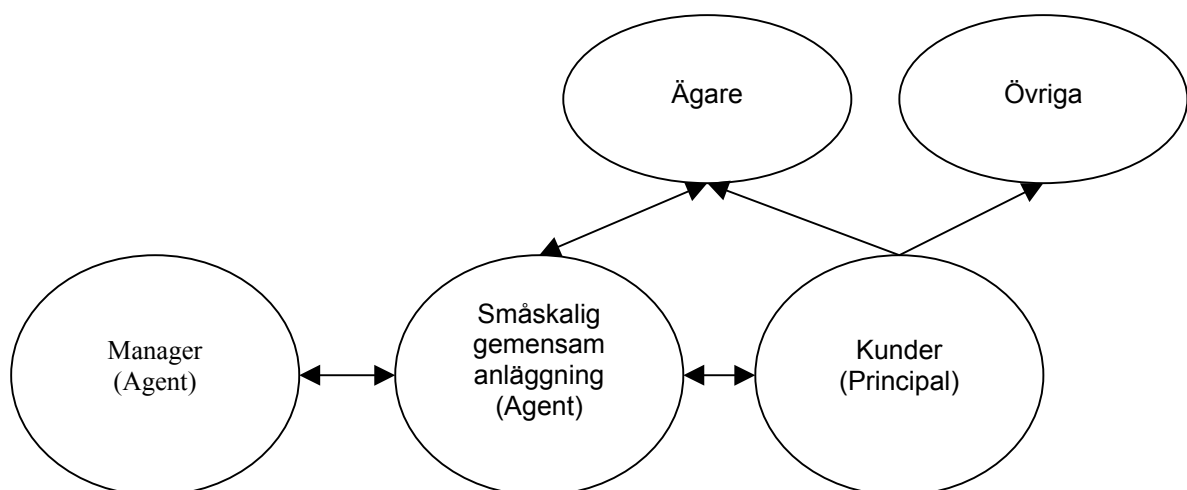 Ägare
Övriga
Manager
(Agent)
Småskalig
gemensam
anläggning
(Agent)
Kunder
(Principal)